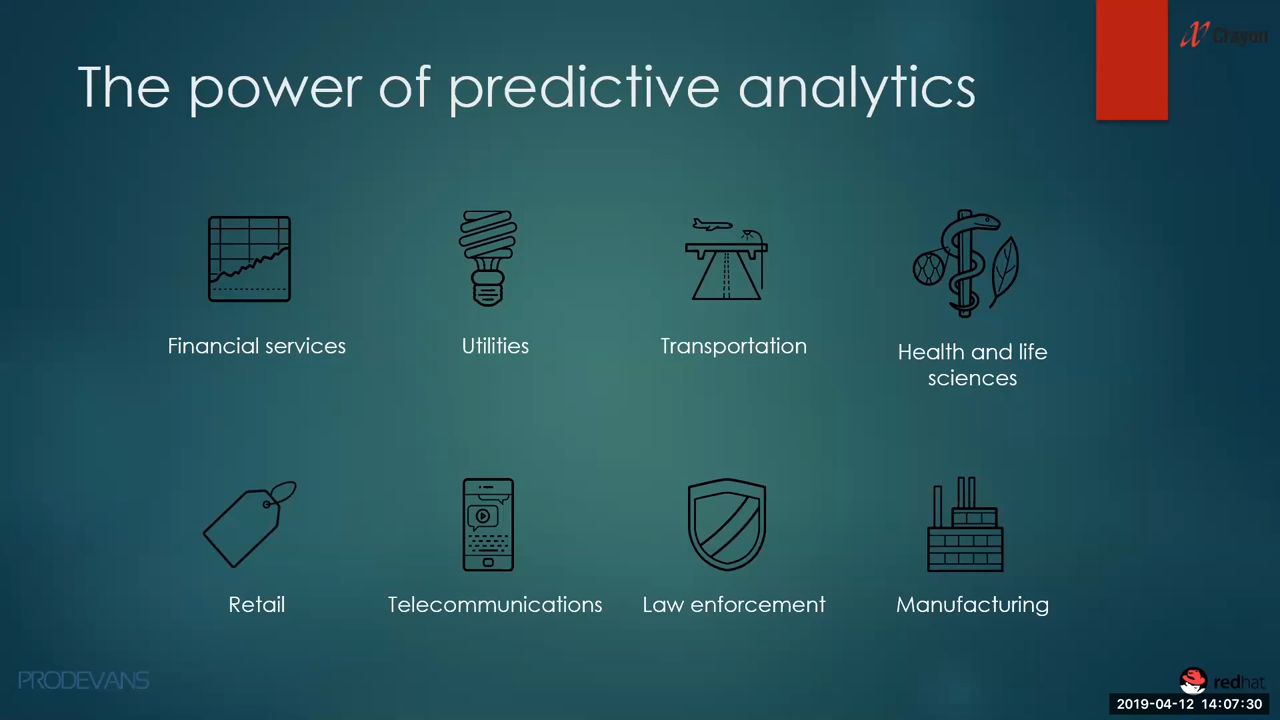 Crayon
The power of predictive analytics
Financial services
Utilities
Transportation
Health and life
sciences
Retail
Telecommunications
Law enforcement
Manufacturing
PRODEVANS
redhat
2019-04-12 14:07:30